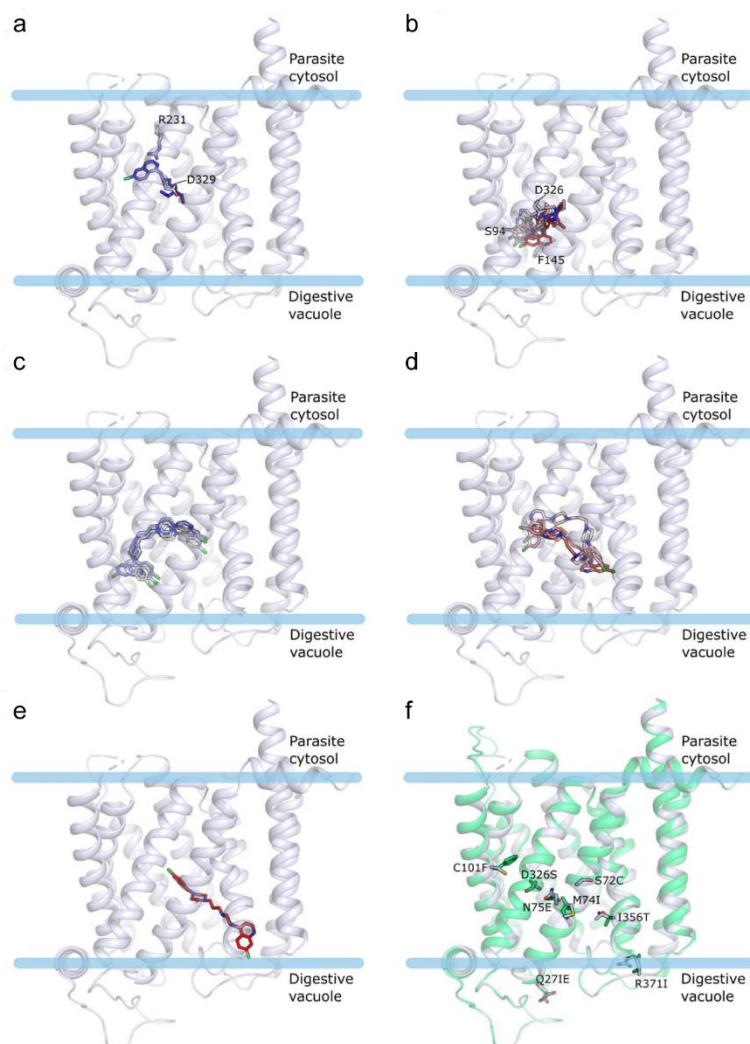 a
Parasite
cytosol
R231
D329
Digestive
vacuole
b
Parasite
cytosol
D326
S94
F145
Digestive
vacuole
c
Parasite
cytosol
Digestive
vacuole
d
Parasite
cytosol
Digestive
vacuole
e
Parasite
cytosol
Digestive
vacuole
f
Parasite
cytosol
C101F
D326S
S72C
N75E
M74I
I356T
Digestive
vacuole
Q271E
R371I